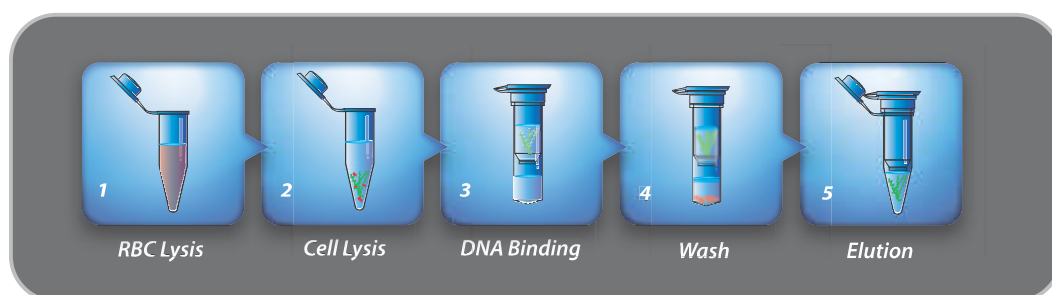 1
2
3
4
5
RBC Lysis
Cell Lysis
DNA Binding
Wash
Elution